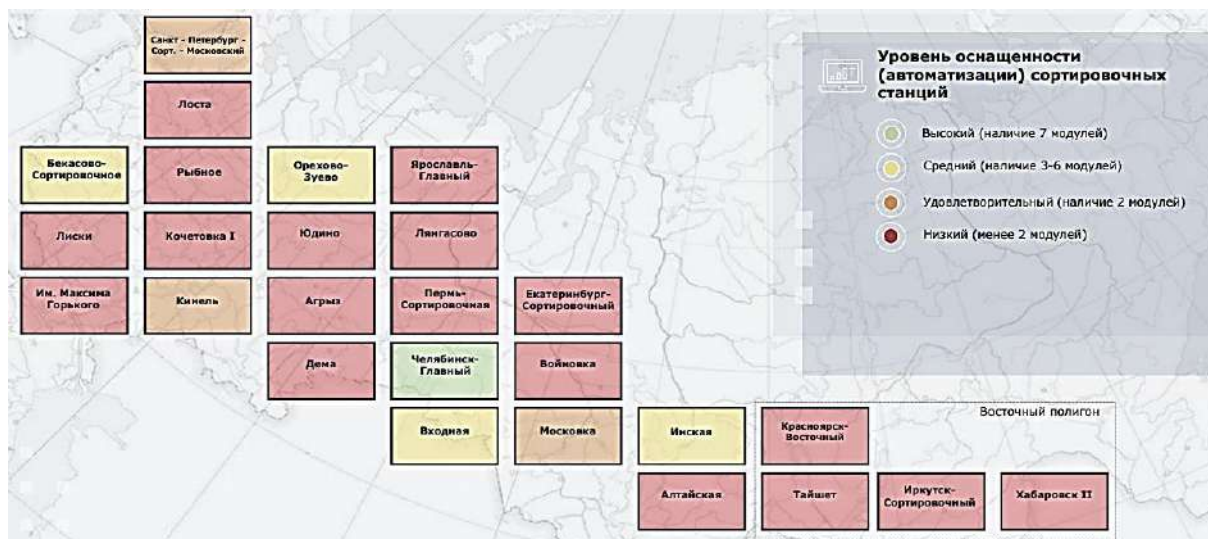 Санкт - Петербург -
Сорт. - Московский
Лоста
Бекасово-
Сортировочное
Рыбное
Орехово-
Зуево
Ярославль-
Главный
Лиски
Кочетовка I
Юдино
Лянгасово
Им. Максима
Горького
Кинель
Агрыз
Пермь-
Сортировочная
Екатеринбург-
Сортировочный
Дема
Челябинск-
Главный
Войновка
Входная
Московка
Инская
Красноярск-
Восточный
Восточный полигон
Алтайская
Тайшет
Иркутск-
Сортировочный
Хабаровск II
Уровень оснащенности
(автоматизации) сортировочных
станций
Высокий (наличие 7 модулей)
Средний (наличие 3-6 модулей)
Удовлетворительный (наличие 2 модулей)
Низкий (менее 2 модулей)